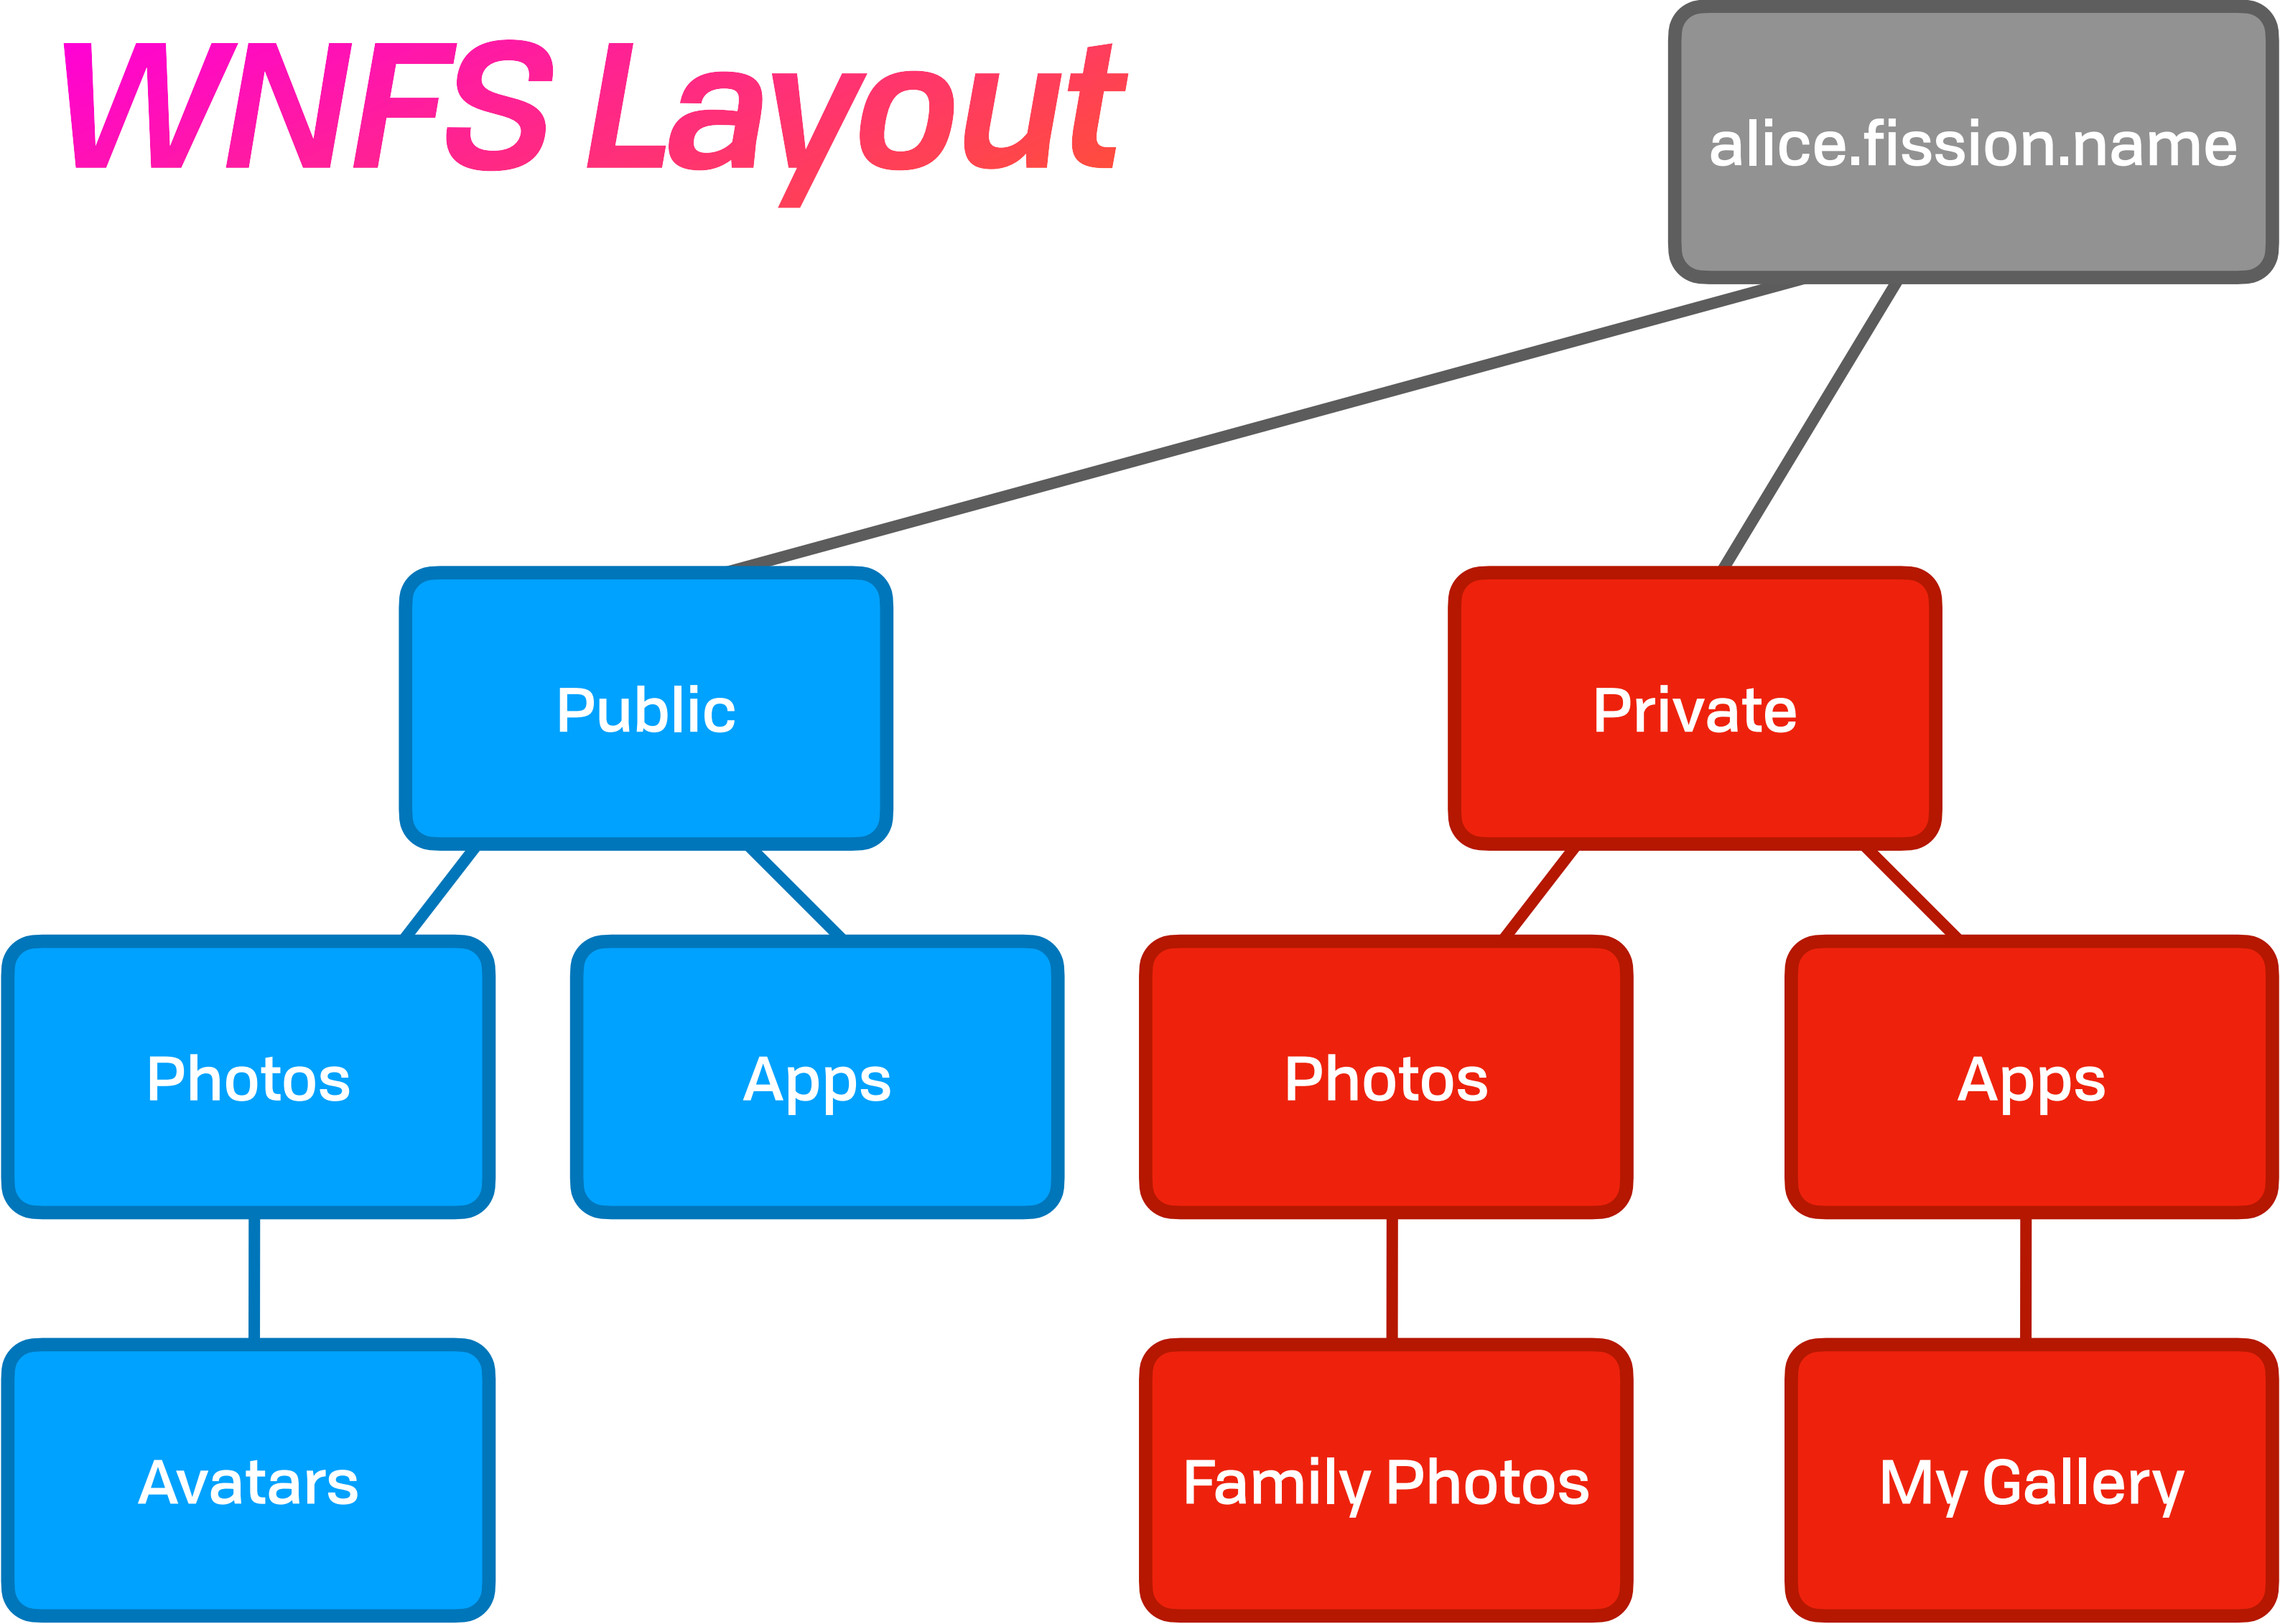 WNFS Layout
alice.fission.name
Public
Private
Photos
Apps
Photos
Apps
Avatars
Family Photos
My Gallery